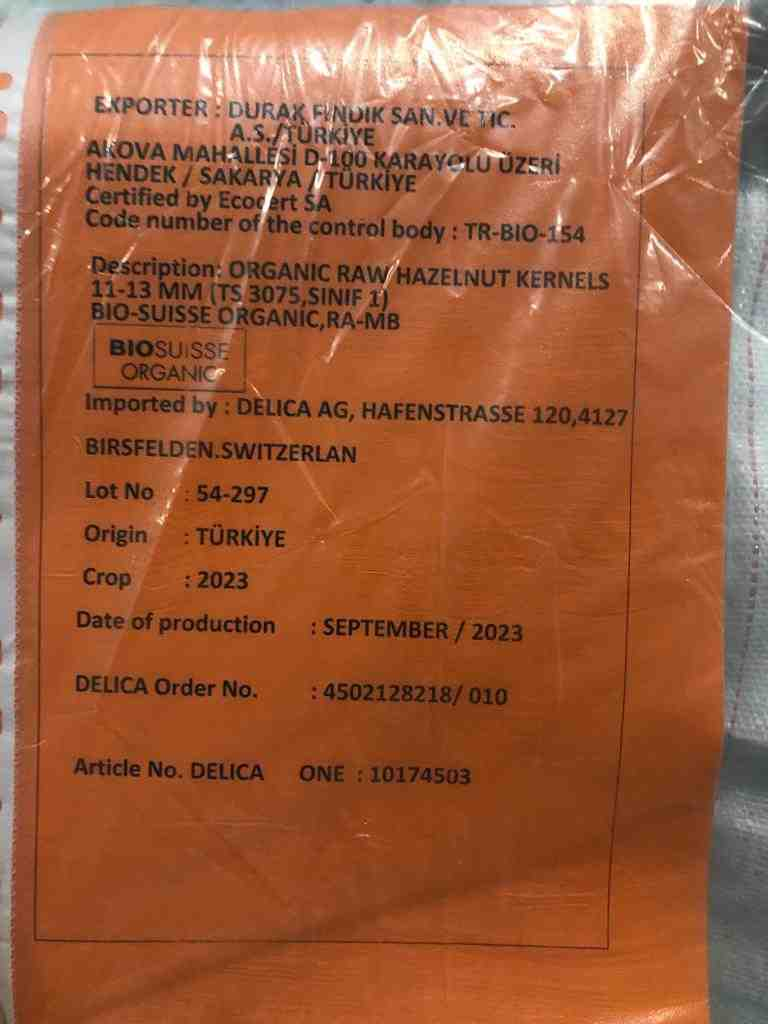 EXPORTER : DURAK FINDIK SAN.VE TIC.
A.S./TÜRKİYE
AKOVA MAHALLESİ D-100 KARAYOLU ÜZERİ
HENDEK / SAKARYA / TÜRKİYE
Certified by Ecocert SA
Code number of the control body : TR-BIO-154
Description: ORGANIC RAW HAZELNUT KERNELS
11-13 MM (TS 3075,SINIF 1)
BIO-SUISSE ORGANIC,RA-MB
BIOSUISSE
ORGANIC
Imported by : DELICA AG, HAFENSTRASSE 120,4127
BIRSFELDEN.SWITZERLAN
Lot No : 54-297
Origin : TÜRKİYE
Crop : 2023
Date of production : SEPTEMBER / 2023
DELICA Order No. : 4502128218/ 010
Article No. DELICA ONE : 10174503